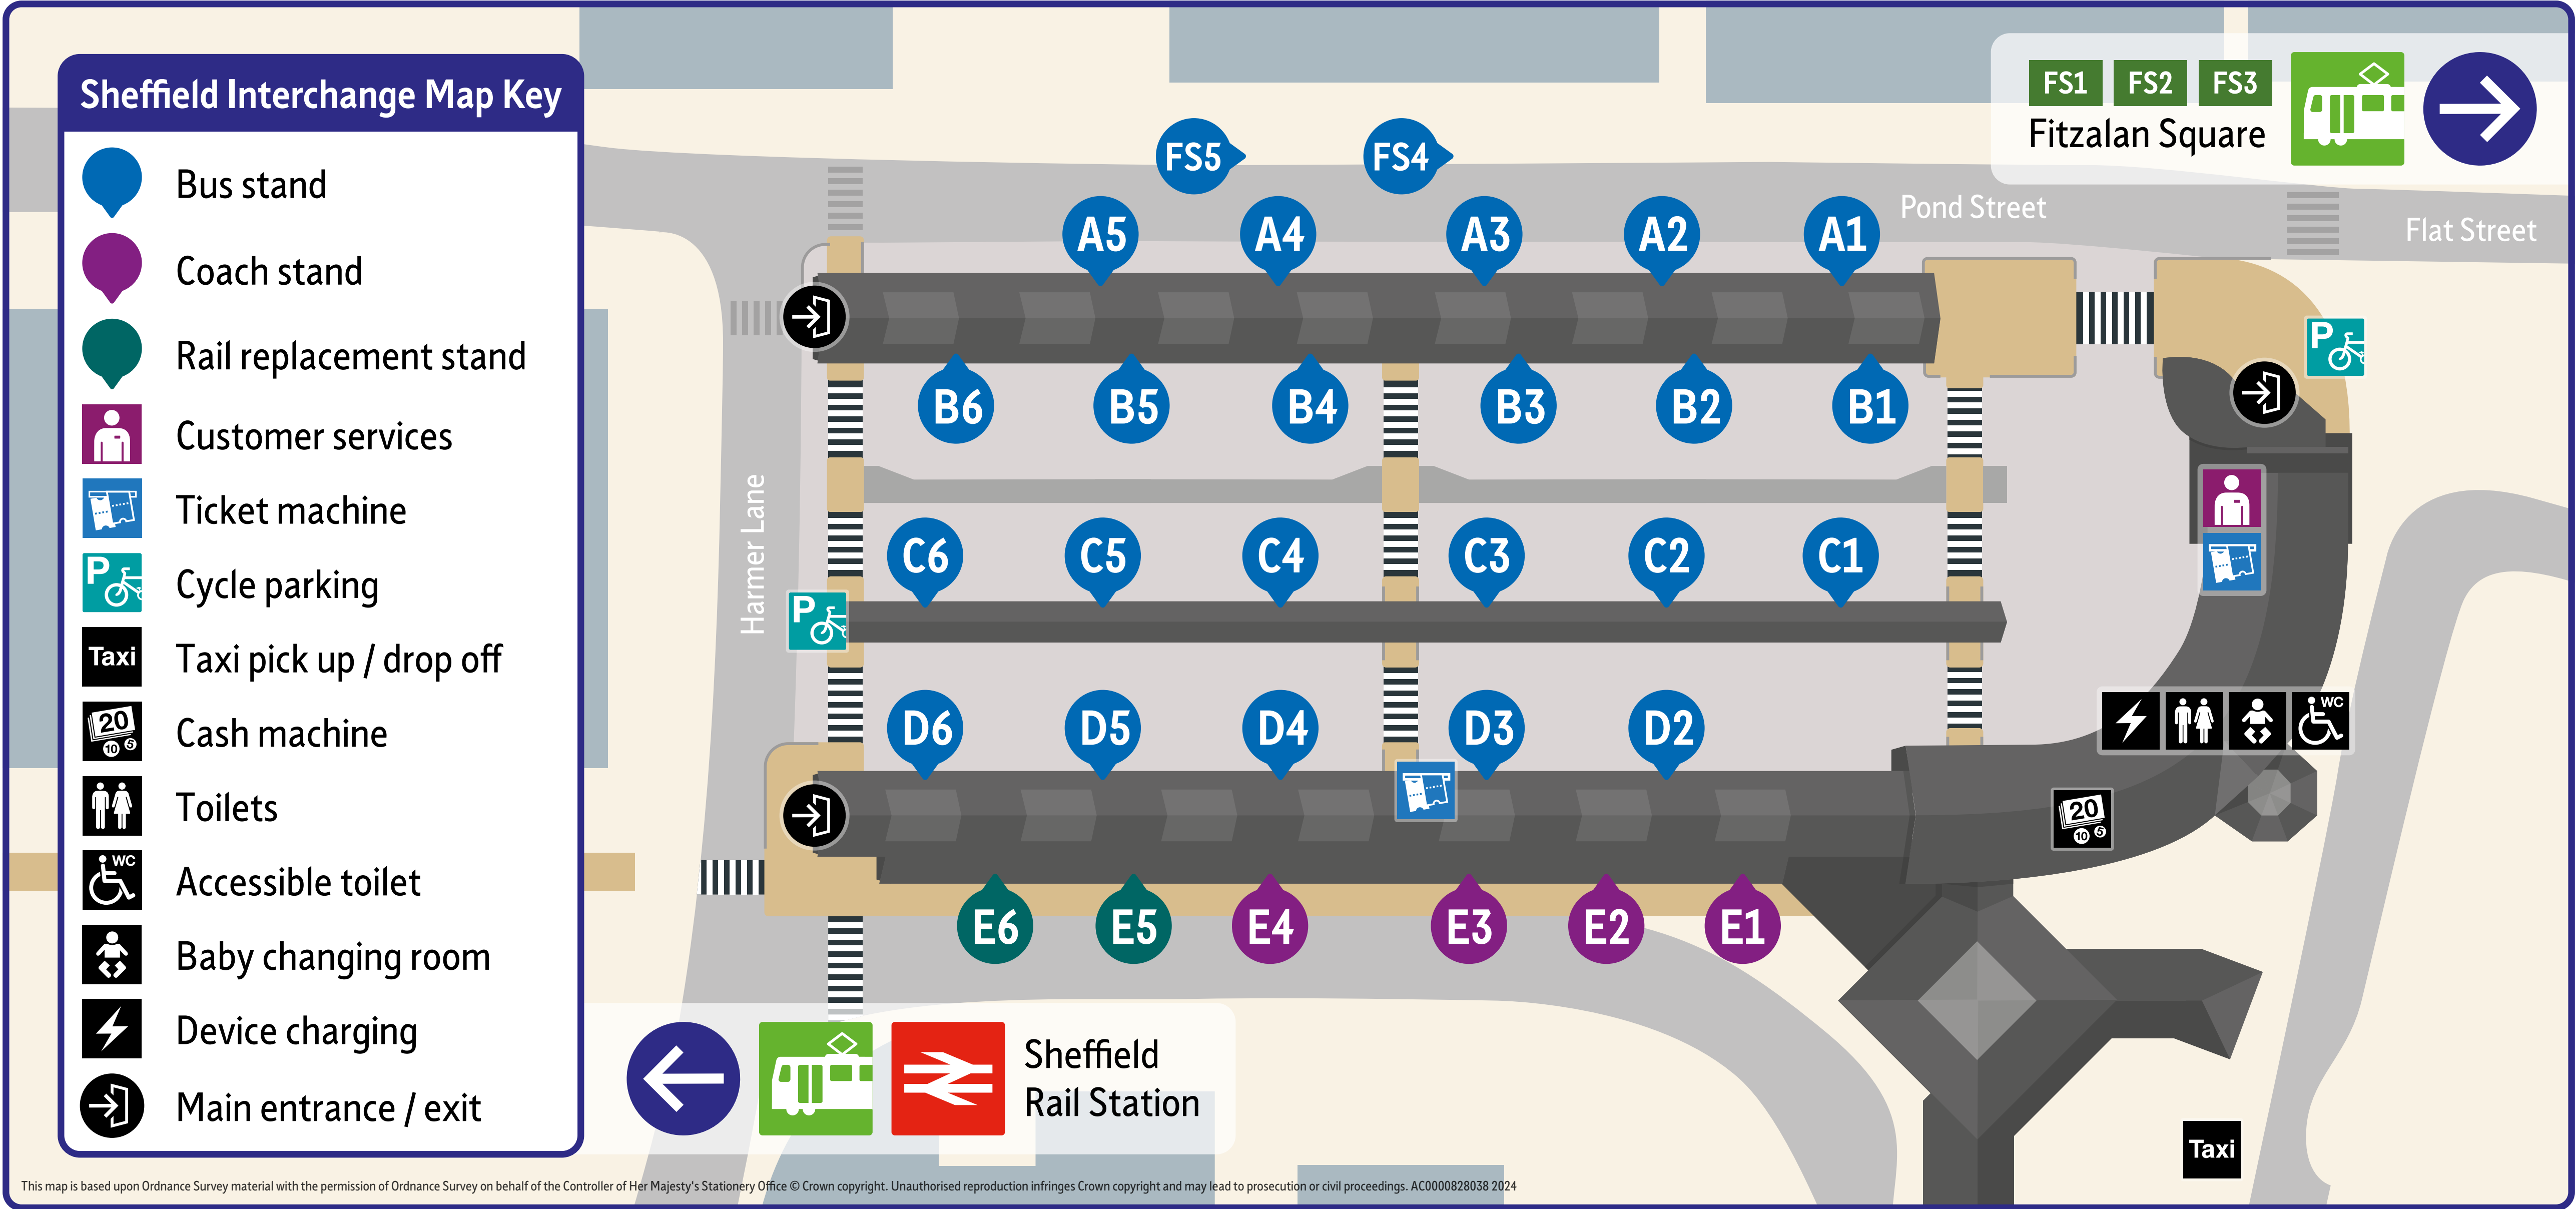 Sheffield Interchange Map Key
Bus stand
Coach stand
Rail replacement stand
Customer services
Ticket machine
P
Cycle parking
Taxi
Taxi pick up / drop off
20
10 5
Cash machine
Toilets
WC
Accessible toilet
Baby changing room
Device charging
Main entrance / exit
FS1 FS2 FS3
Fitzalan Square
FS5 FS4
Pond Street
Flat Street
A5 A4 A3 A2 A1
P
B6 B5 B4 B3 B2 B1
Harmer Lane
C6 C5 C4 C3 C2 C1
P
D6 D5 D4 D3 D2
WC
20
10 5
E6 E5 E4 E3 E2 E1
Sheffield
Rail Station
Taxi
This map is based upon Ordnance Survey material with the permission of Ordnance Survey on behalf of the Controller of Her Majesty's Stationery Office © Crown copyright. Unauthorised reproduction infringes Crown copyright and may lead to prosecution or civil proceedings. AC0000828038 2024